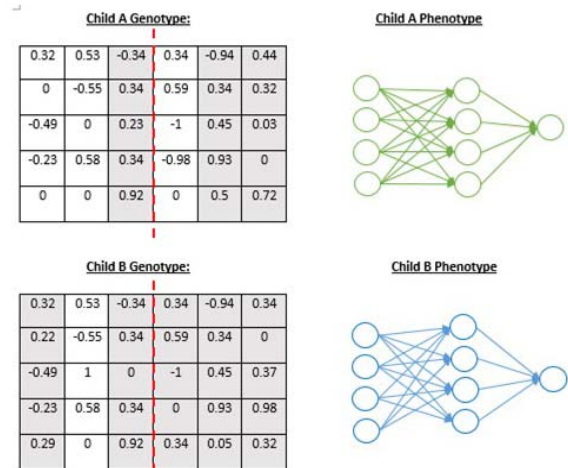 Child A Genotype:
Child A Phenotype
0.32 0.53 -0.34 0.34 -0.94 0.44
0 -0.55 0.34 0.59 0.34 0.32
-0.49 0 0.23 -1 0.45 0.03
-0.23 0.58 0.34 -0.98 0.93 0
0 0 0.92 0 0.5 0.72
Child B Genotype:
Child B Phenotype
0.32 0.53 -0.34 0.34 -0.94 0.34
0.22 -0.55 0.34 0.59 0.34 0
-0.49 1 0 -1 0.45 0.37
-0.23 0.58 0.34 0 0.93 0.98
0.29 0 0.92 0.34 0.05 0.32